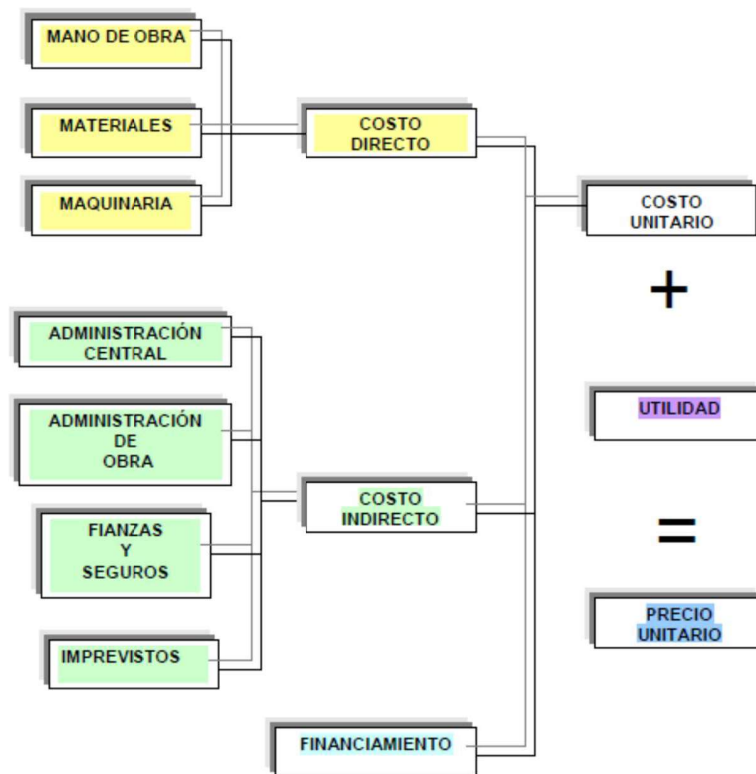 MANO DE OBRA
MATERIALES
MAQUINARIA
COSTO
DIRECTO
COSTO
UNITARIO
+
ADMINISTRACIÓN
CENTRAL
ADMINISTRACIÓN
DE
OBRA
FIANZAS
Y
SEGUROS
IMPREVISTOS
COSTO
INDIRECTO
FINANCIAMIENTO
UTILIDAD
=
PRECIO
UNITARIO